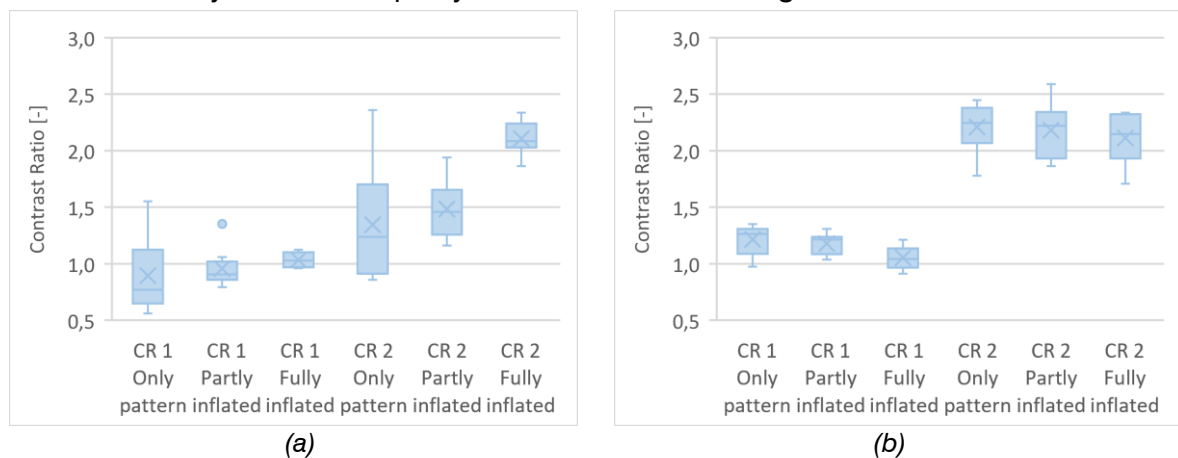 3,0
2,5
2,0
1,5
1,0
0,5
Contrast Ratio [-]
CR 1 CR 1 CR 1 CR 2 CR 2 CR 2
Only Partly Fully Only Partly Fully
pattern inflated inflated pattern inflated inflated
(a)
3,0
2,5
2,0
1,5
1,0
0,5
Contrast Ratio [-]
CR 1 CR 1 CR 1 CR 2 CR 2 CR 2
Only Partly Fully Only Partly Fully
pattern inflated inflated pattern inflated inflated
(b)